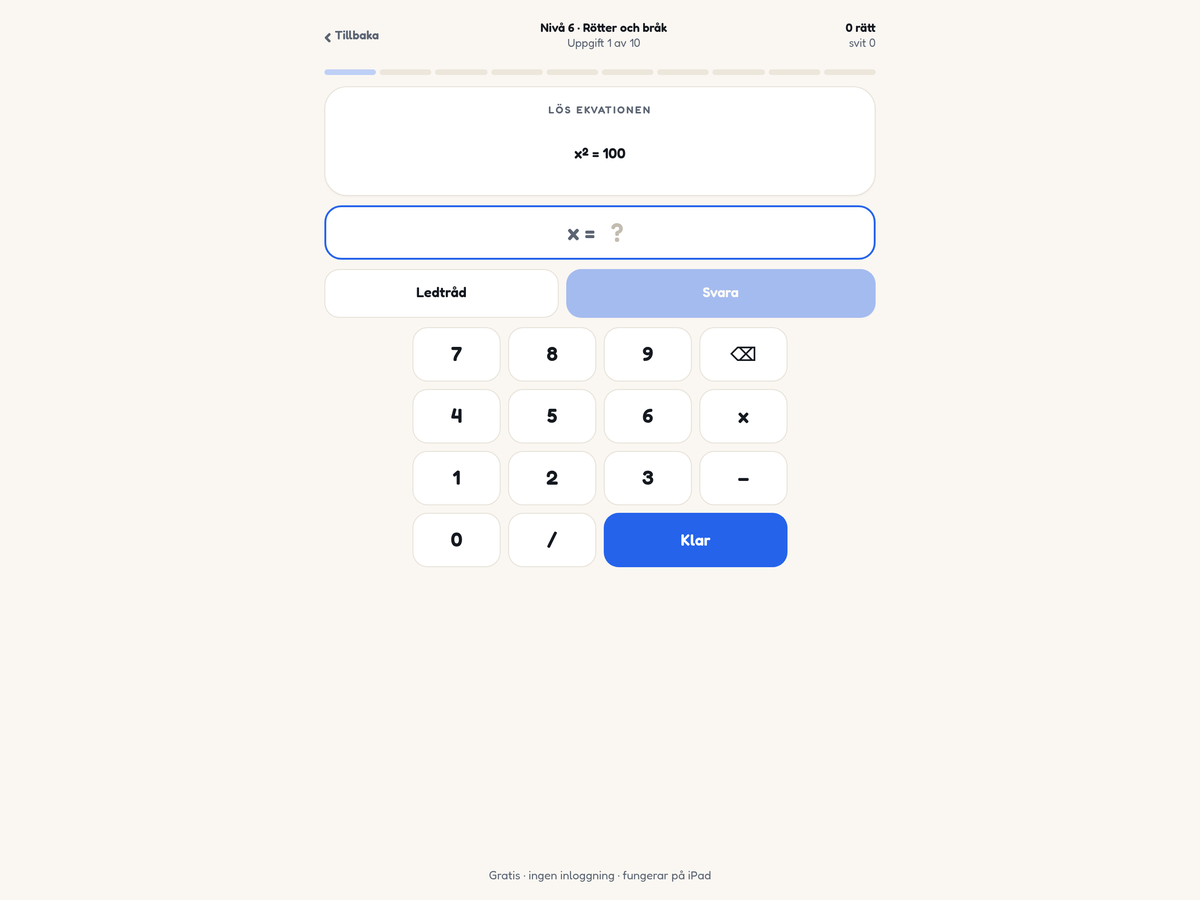 Tillbaka
Nivå 6 · Rötter och bråk
Uppgift 1 av 10
0 rätt
svit 0
LÖS EKVATIONEN
x² = 100
x = ?
Ledtråd
Svara
7 8 9 ⌫
4 5 6 x
1 2 3 −
0 / Klar
Gratis · ingen inloggning · fungerar på iPad